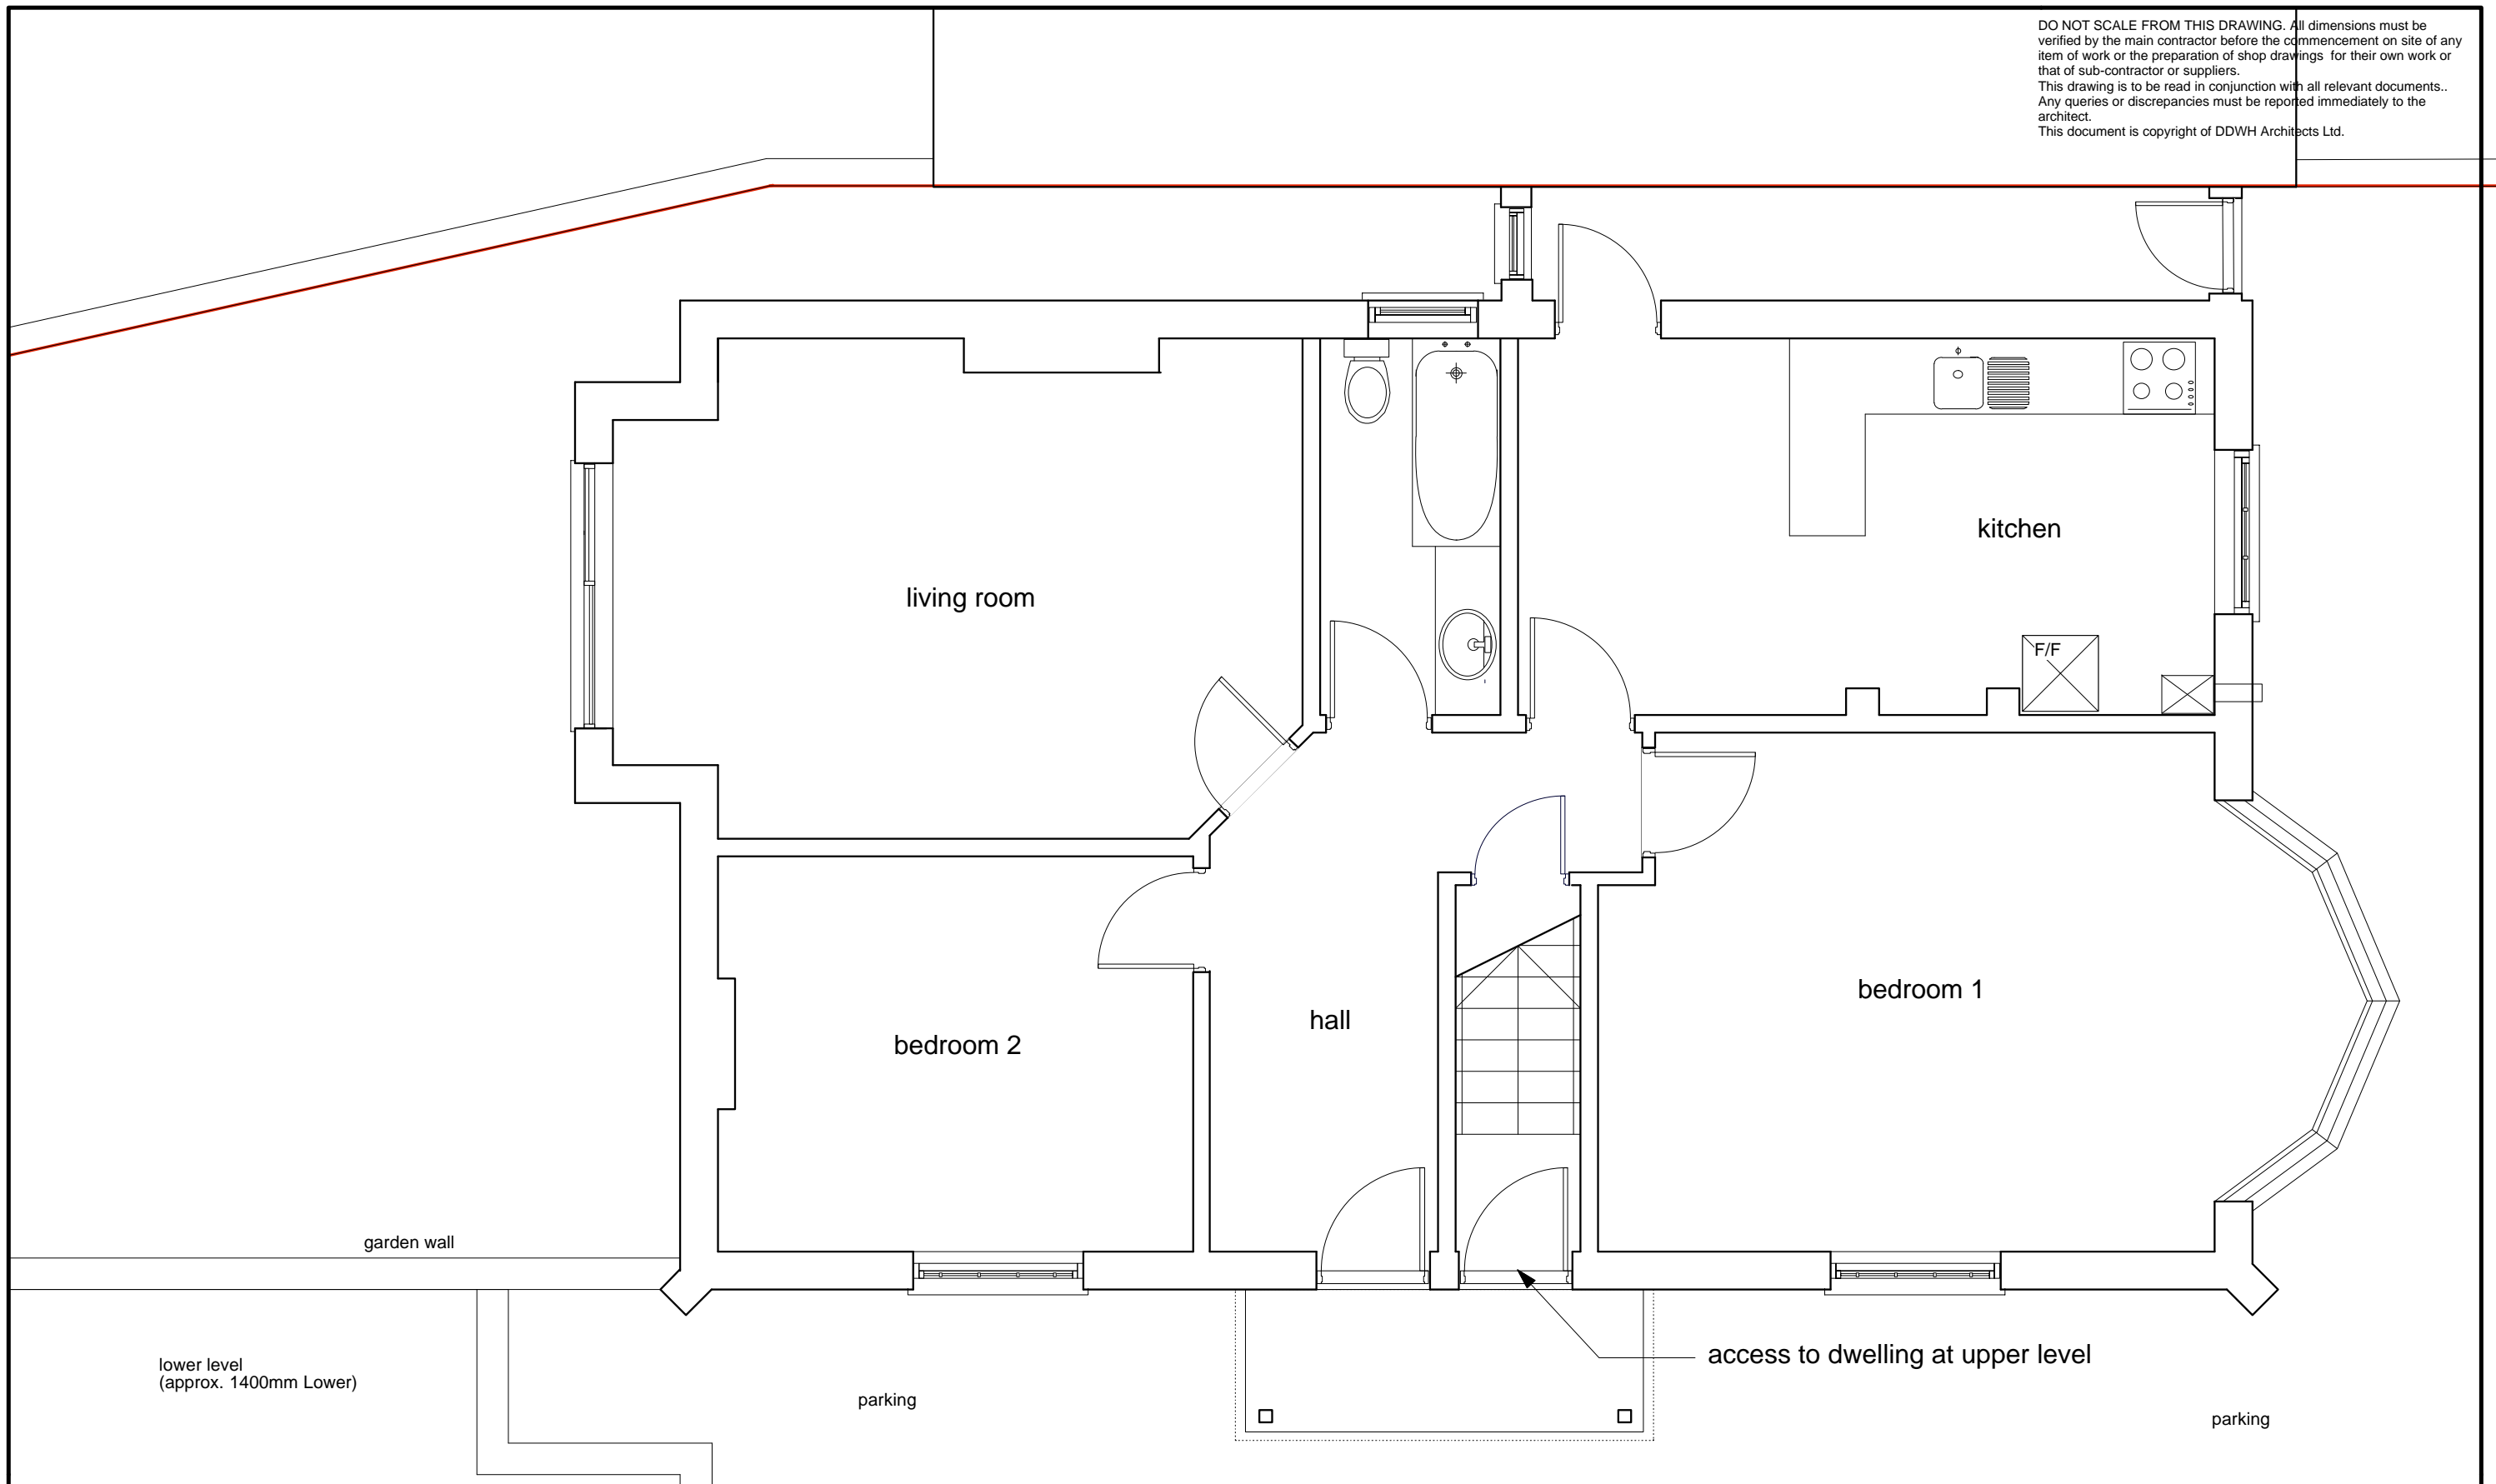 DO NOT SCALE FROM THIS DRAWING. All dimensions must be
verified by the main contractor before the commencement on site of any
item of work or the preparation of shop drawings for their own work or
that of sub-contractor or suppliers.
This drawing is to be read in conjunction with all relevant documents..
Any queries or discrepancies must be reported immediately to the
architect.
This document is copyright of DDWH Architects Ltd.
kitchen
living room
F/F
bedroom 1
hall
bedroom 2
garden wall
access to dwelling at upper level
lower level
(approx. 1400mm Lower)
parking
parking